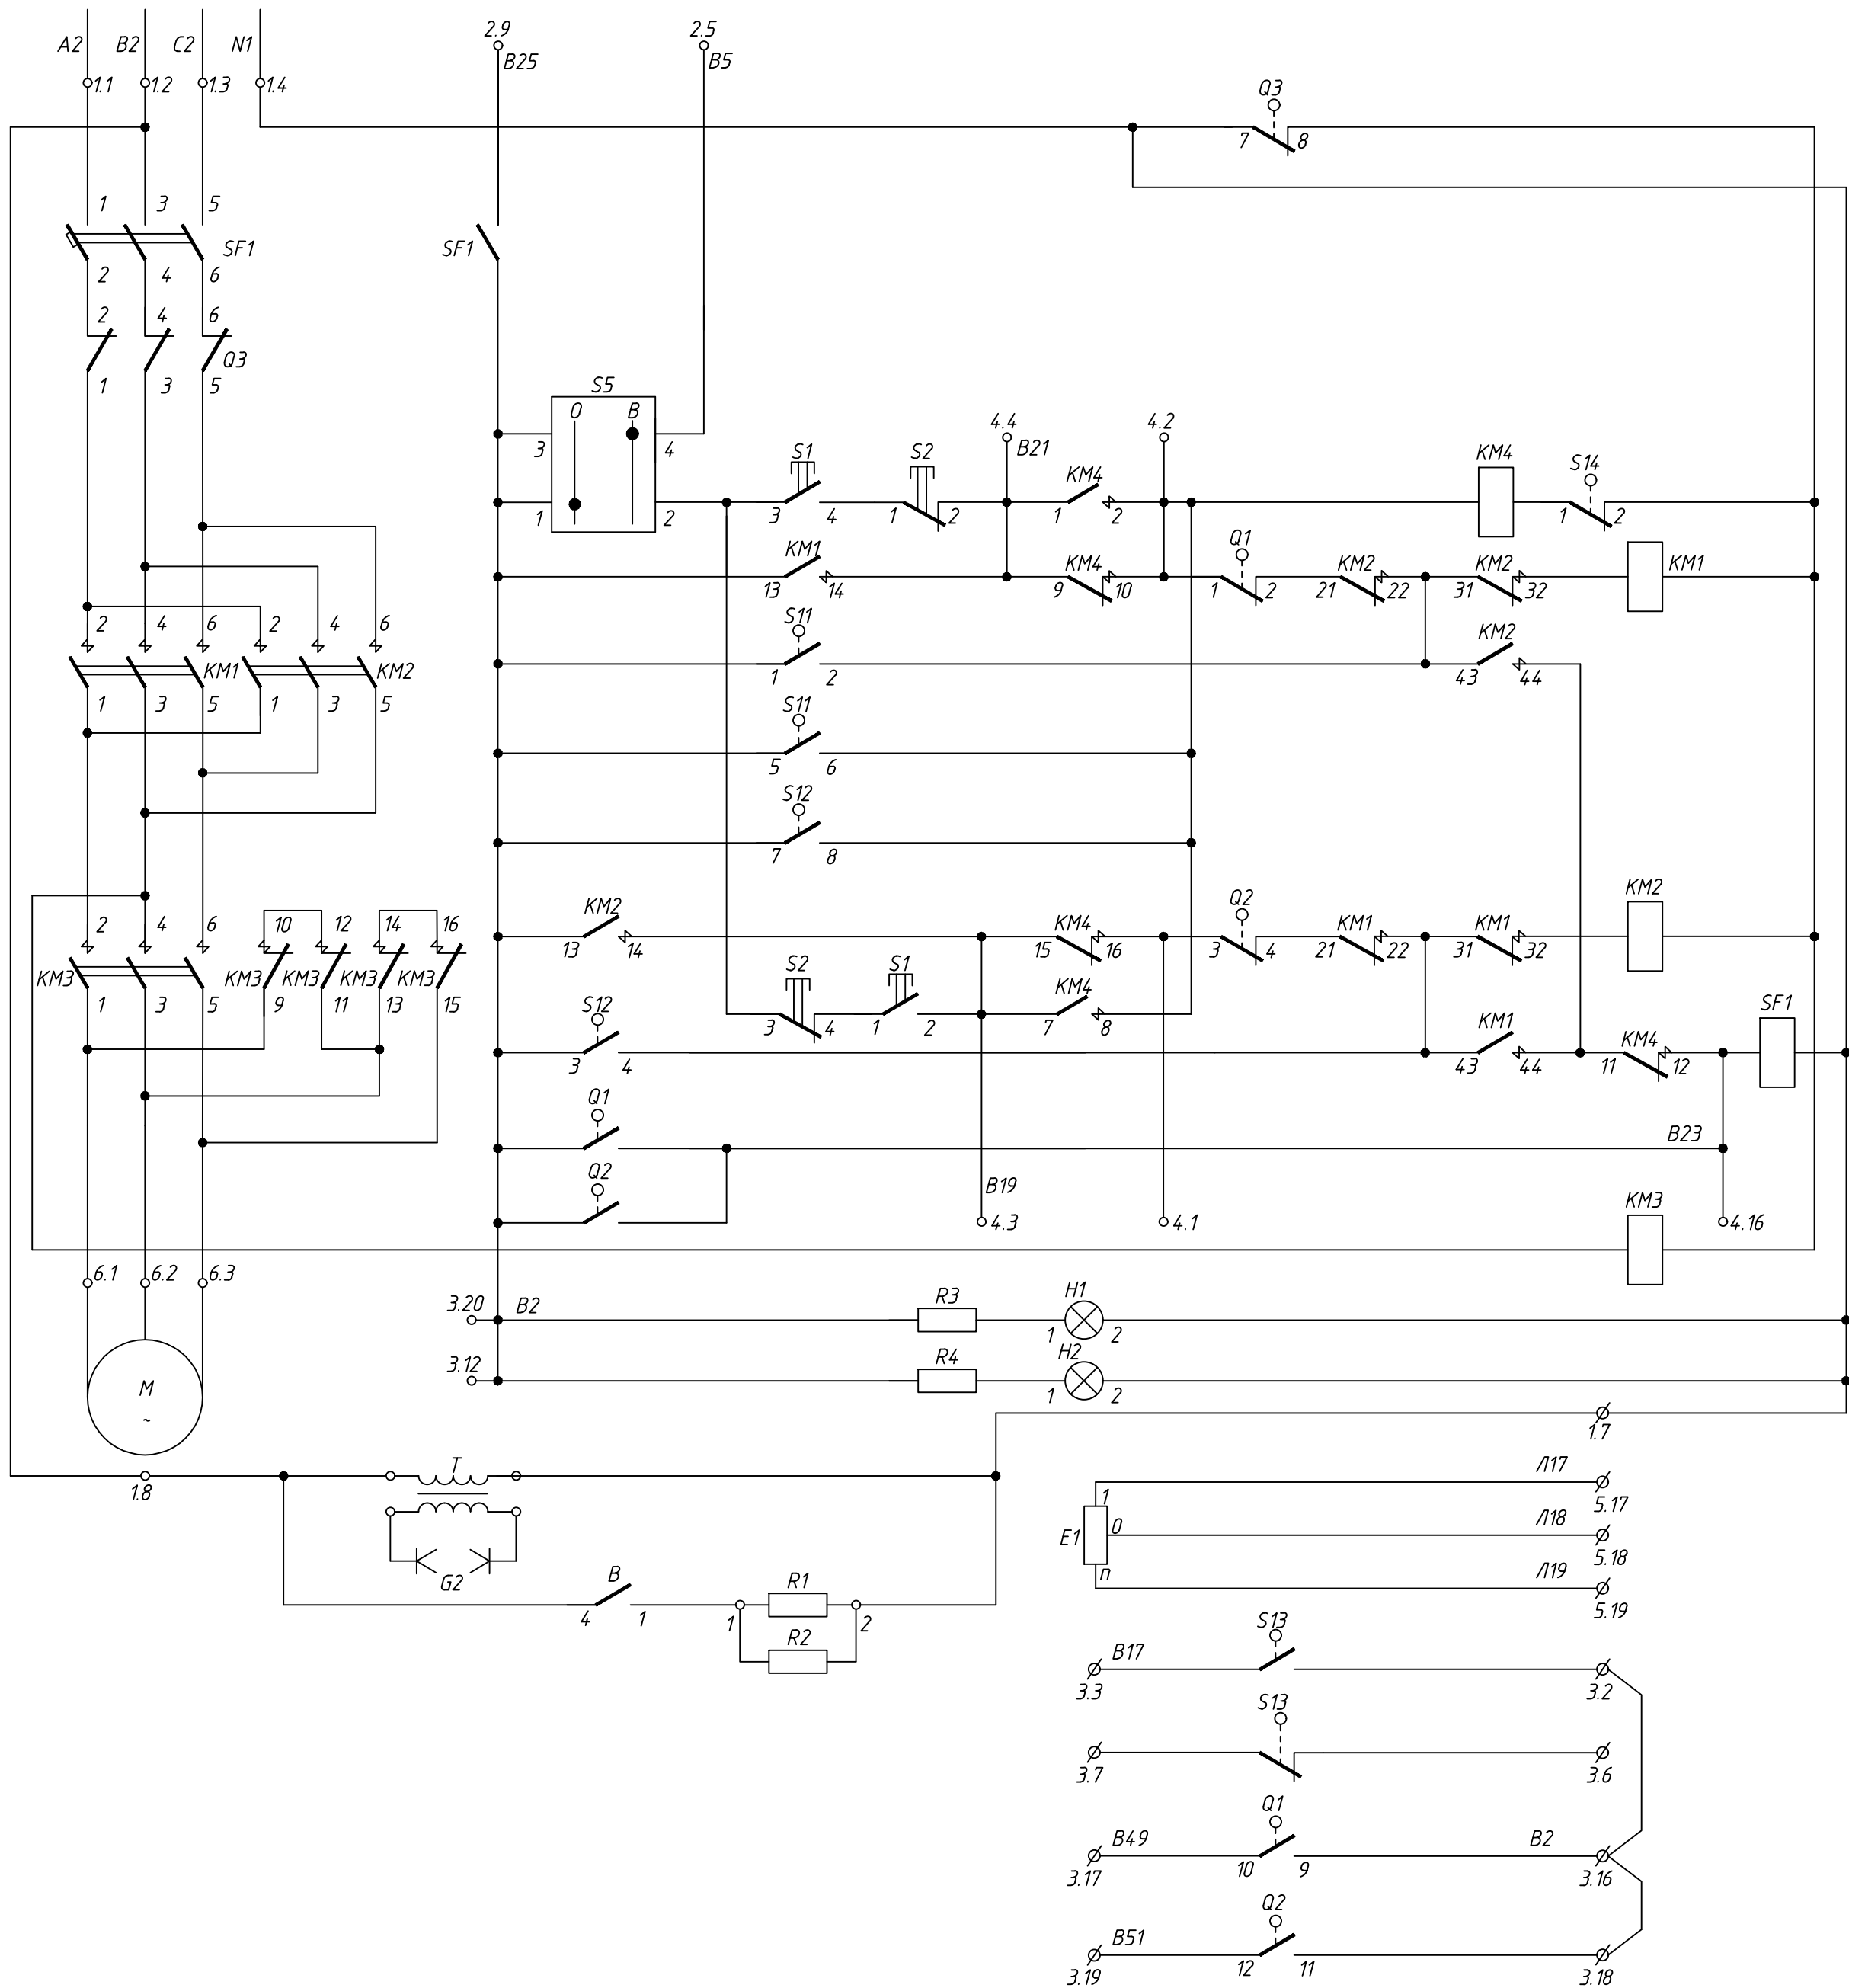 A2 B2 C2 N1 2.9 2.5
B25 B5
1.1 1.2 1.3 1.4
Q3
7 8
1 3 5
SF1 SF1
2 4 6
2 4 6
Q3
1 3 5
S5
O B
3 4
1 2
4.4 4.2
B21
S1 S2 KM4 KM4 S14
3 4 1 2 1 2 1 2
KM1 KM4 Q1 KM2 KM2 KM1
13 14 9 10 1 2 21 22 31 32
S11 KM2
1 2 43 44
2 4 6 2 4 6
KM1 KM2
1 3 5 1 3 5
S11
5 6
S12
7 8
KM2 KM4 Q2 KM1 KM1 KM2
13 14 15 16 3 4 21 22 31 32
2 4 6 10 12 14 16
KM3 KM3 KM3 KM3 KM3
1 3 5 9 11 13 15
S2 S1 KM4
3 4 1 2 7 8
S12 KM1 KM4 SF1
3 4 43 44 11 12
Q1
B23
Q2
B19
4.3 4.1 4.16
KM3
6.1 6.2 6.3
3.20 B2 R3 H1
1 2
3.12 R4 H2
1 2
M
~
1.7
1.8
T
G2
B
4 1
R1
1 2
R2
Л17
1 5.17
E1 0 Л18
5.18
п Л19
5.19
S13
B17
3.3 3.2
S13
3.7 3.6
Q1
B49 B2
3.17 10 9 3.16
Q2
B51
3.19 12 11 3.18